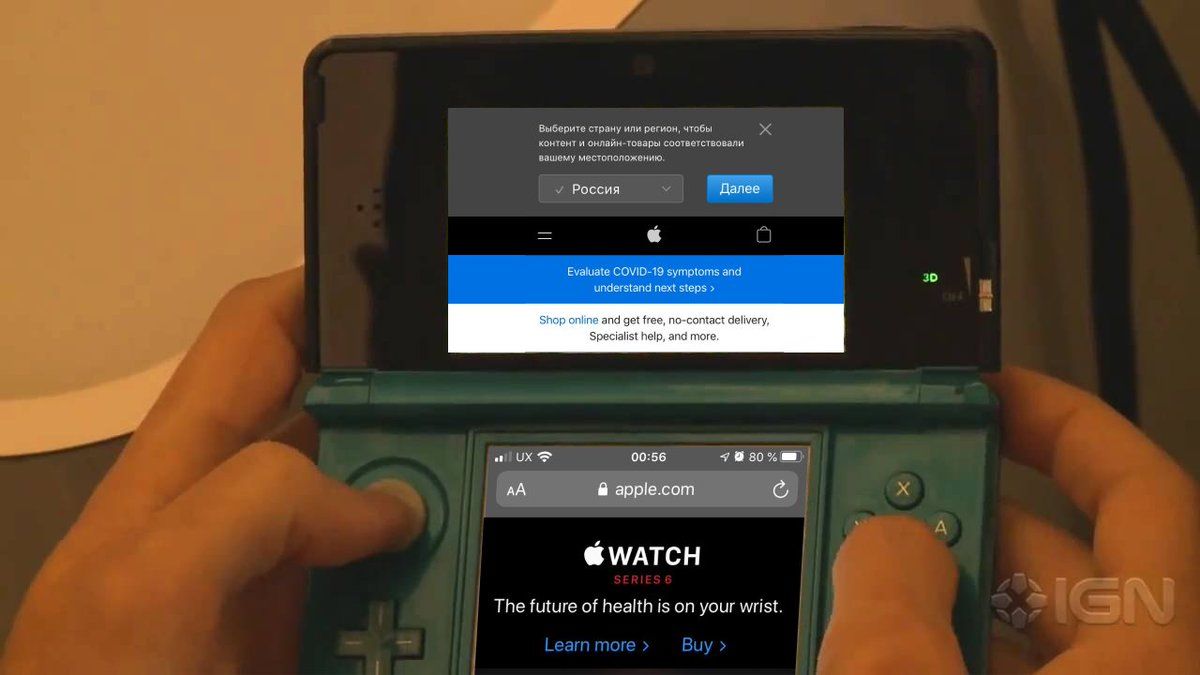 Выберите страну или регион, чтобы
контент и онлайн-товары соответствовали
вашему местоположению.
Россия
Далее
Evaluate COVID-19 symptoms and
understand next steps >
Shop online and get free, no-contact delivery,
Specialist help, and more.
3D
UX 00:56 80 %
AA apple.com
WATCH
SERIES 6
The future of health is on your wrist.
Learn more > Buy >
X
A
IGN